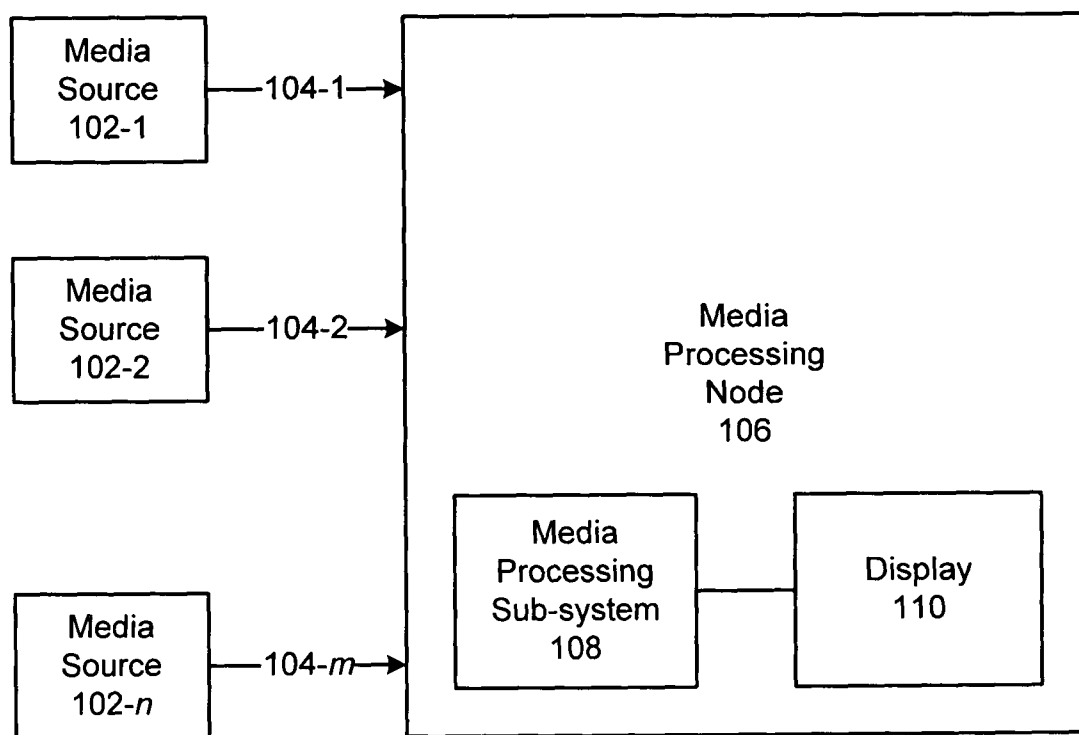 Media
Source
102-1
104-1
Media
Source
102-2
104-2
Media
Processing
Node
106
Media
Processing
Sub-system
108
Display
110
Media
Source
102-n
104-m